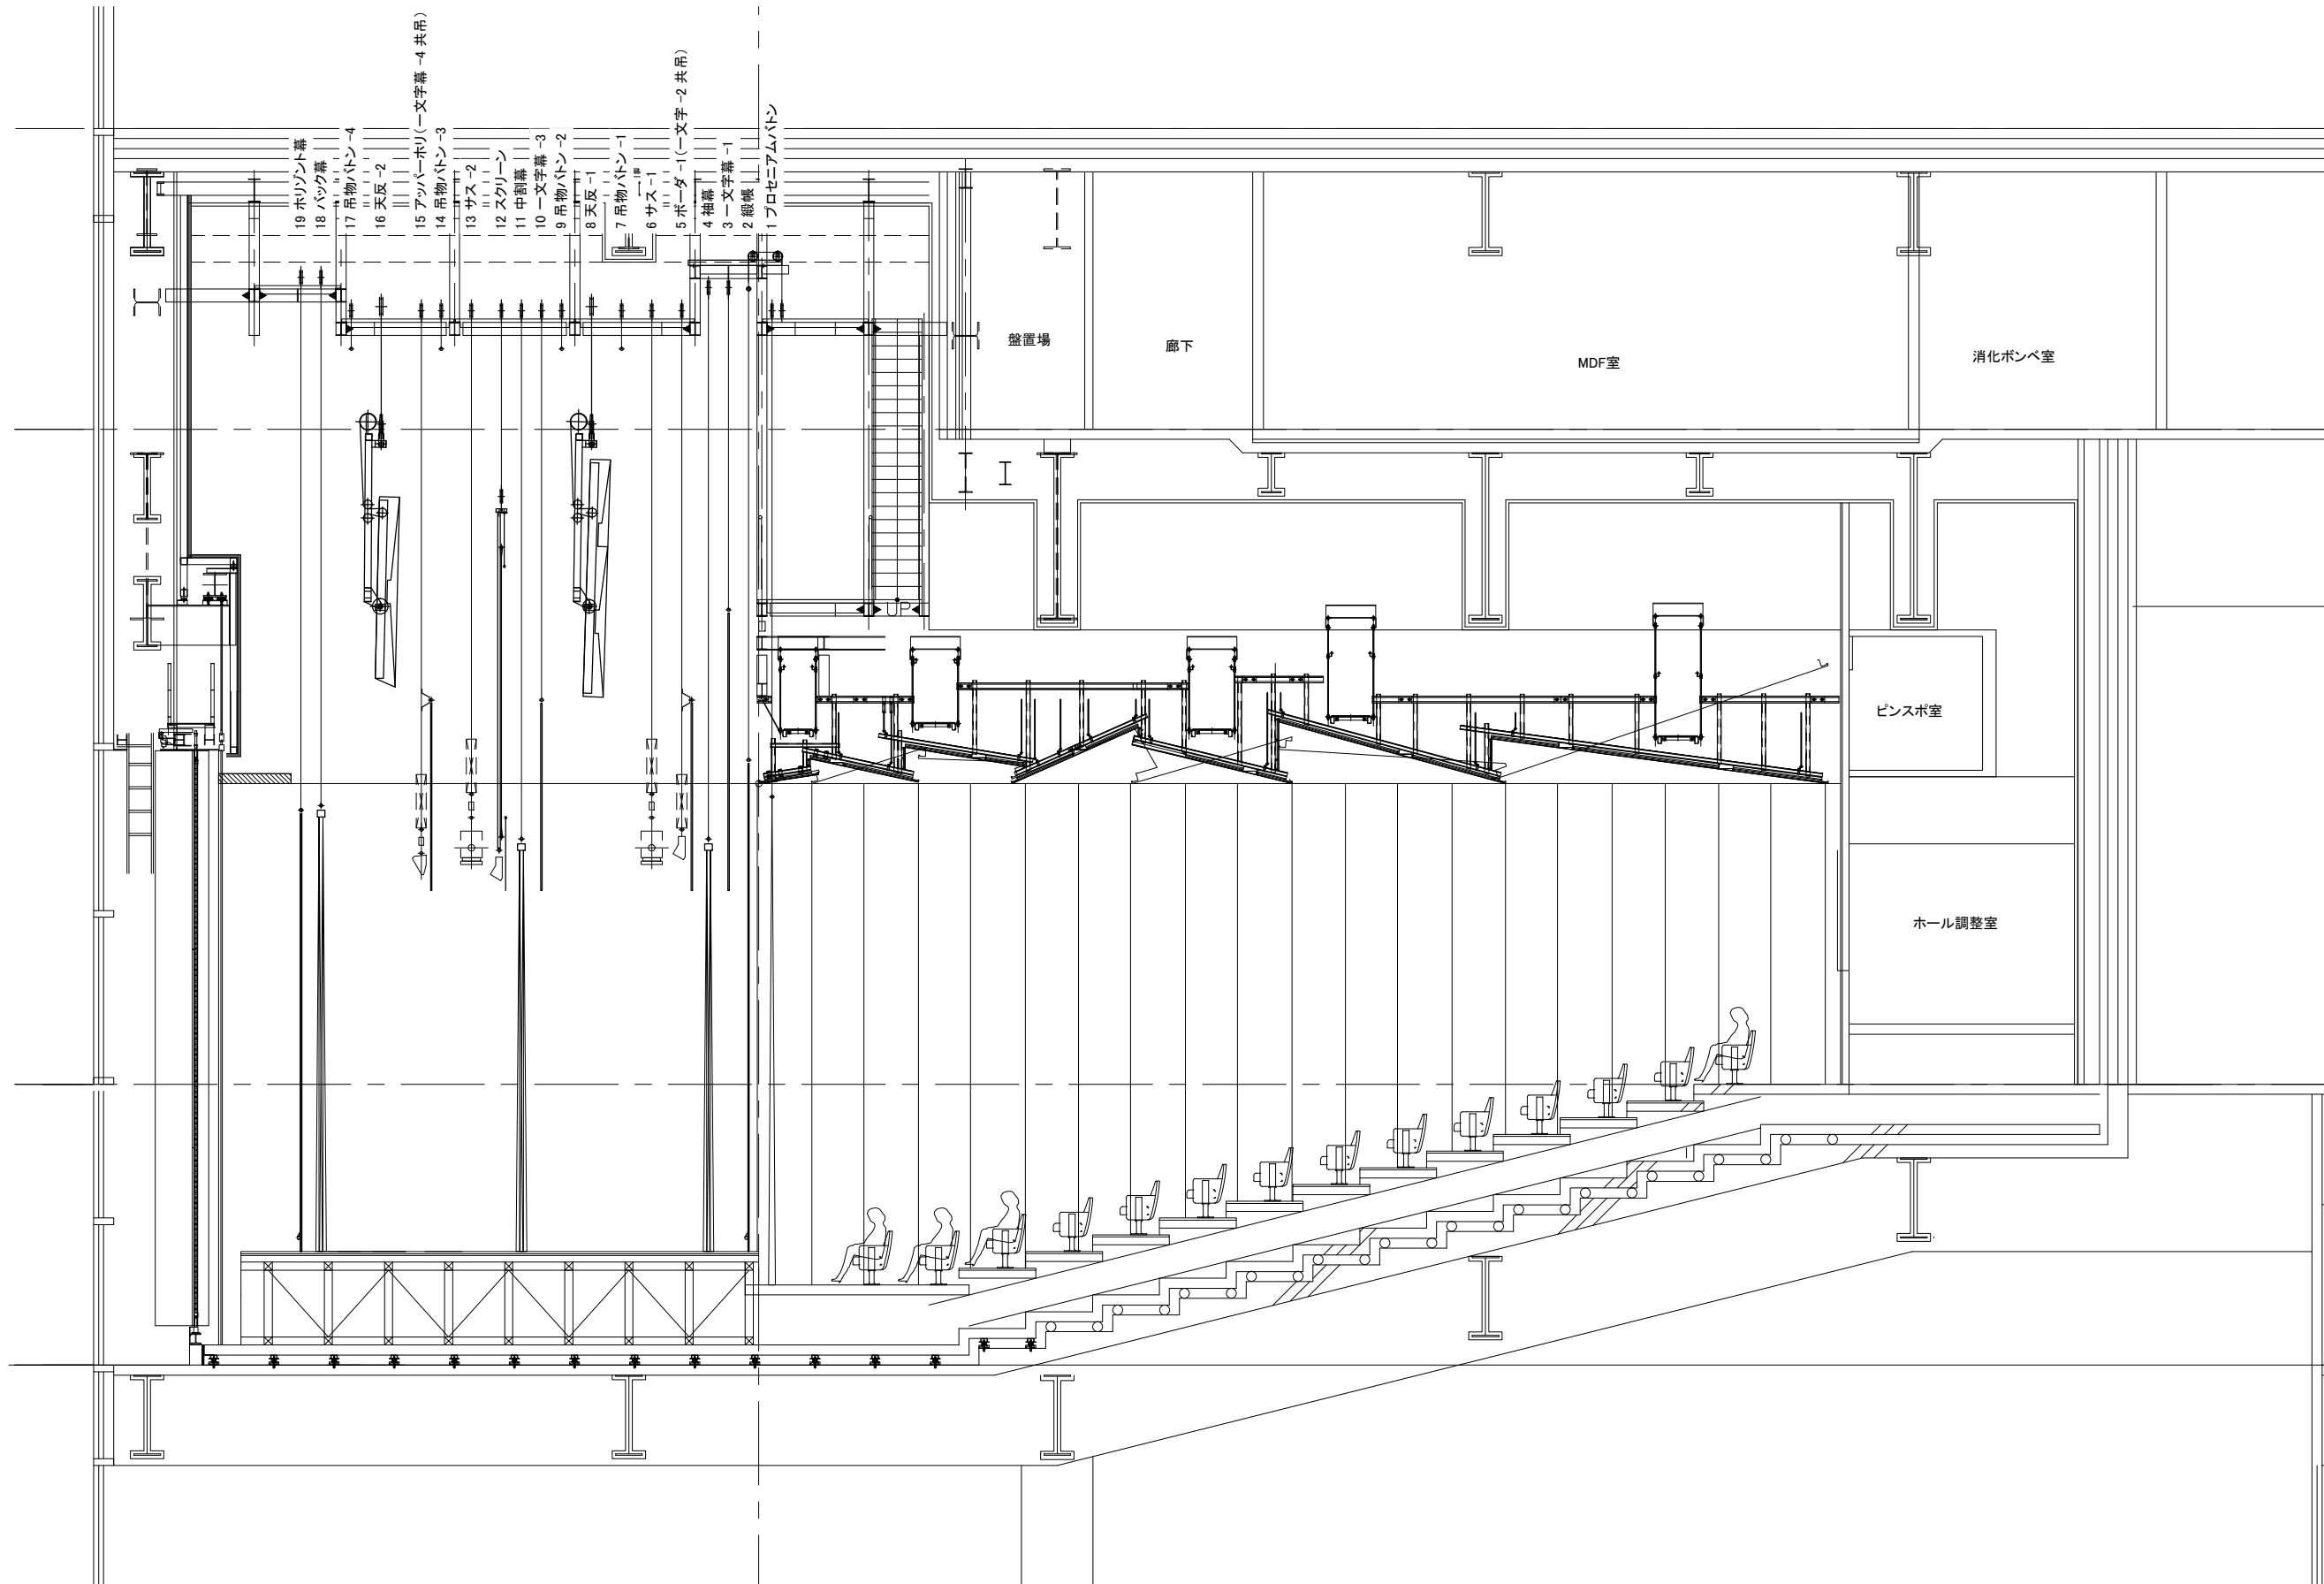 19 ホリゾント幕
18 バック幕
17 吊物バトン -4
16 天反 -2
15 アッパーホリ(一文字幕 -4 共吊)
14 吊物バトン -3
13 サス -2
12 スクリーン
11 中割幕
10 一文字幕 -3
9 吊物バトン -2
8 天反 -1
7 吊物バトン -1
6 サス -1
5 ボーダ -1(一文字 -2 共吊)
4 袖幕
3 一文字幕 -1
2 緞帳
1 プロセニアムバトン
盤置場
廊下
MDF室
消化ボンベ室
UP
ピンスポ室
ホール調整室